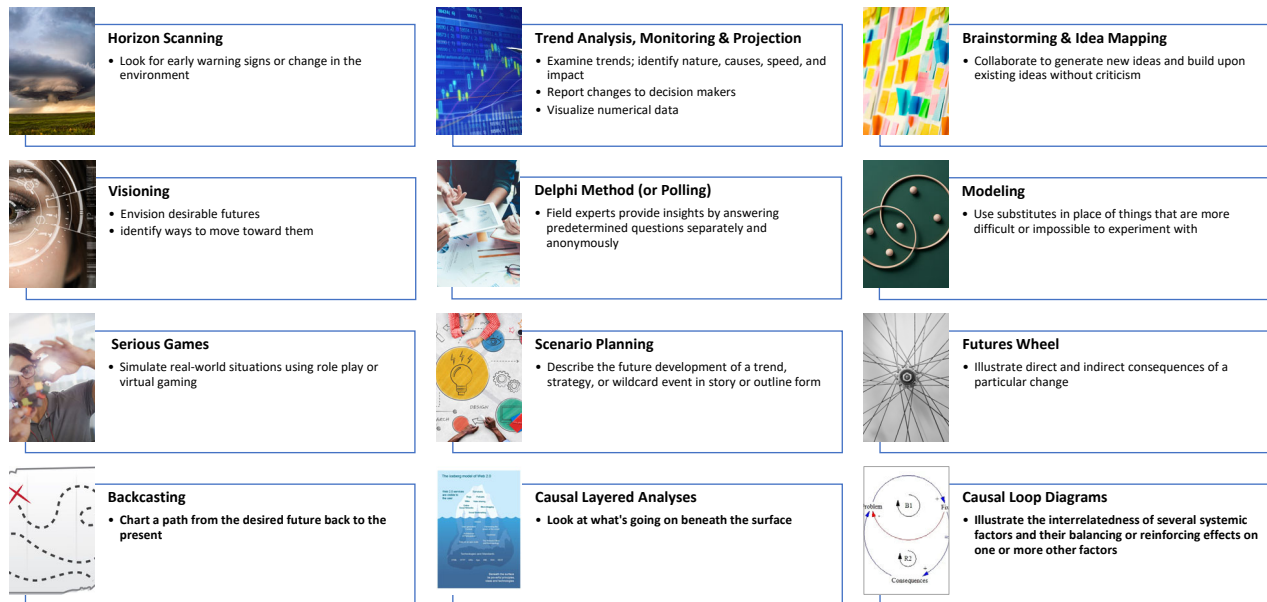 Horizon Scanning
• Look for early warning signs or change in the
environment
Trend Analysis, Monitoring & Projection
• Examine trends; identify nature, causes, speed, and
impact
• Report changes to decision makers
• Visualize numerical data
Brainstorming & Idea Mapping
• Collaborate to generate new ideas and build upon
existing ideas without criticism
Visioning
• Envision desirable futures
• identify ways to move toward them
Delphi Method (or Polling)
• Field experts provide insights by answering
predetermined questions separately and
anonymously
Modeling
• Use substitutes in place of things that are more
difficult or impossible to experiment with
Serious Games
• Simulate real-world situations using role play or
virtual gaming
DESIGN
Scenario Planning
• Describe the future development of a trend,
strategy, or wildcard event in story or outline form
Futures Wheel
• Illustrate direct and indirect consequences of a
particular change
Backcasting
• Chart a path from the desired future back to the
present
The Iceberg model of Web 2.0
Causal Layered Analyses
• Look at what's going on beneath the surface
B1
roblem
Fo
R2
Consequences
Causal Loop Diagrams
• Illustrate the interrelatedness of several systemic
factors and their balancing or reinforcing effects on
one or more other factors